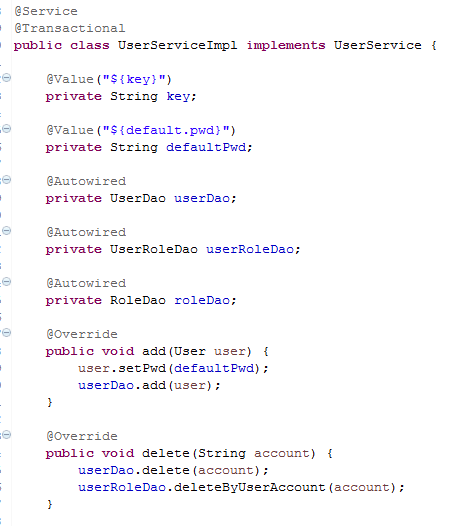 @Service
@Transactional
public class UserServiceImpl implements UserService {
@Value("${key}")
private String key;
@Value("${default.pwd}")
private String defaultPwd;
@Autowired
private UserDao userDao;
@Autowired
private UserRoleDao userRoleDao;
@Autowired
private RoleDao roleDao;
@Override
public void add(User user) {
user.setPwd(defaultPwd);
userDao.add(user);
}
@Override
public void delete(String account) {
userDao.delete(account);
userRoleDao.deleteByUserAccount(account);
}